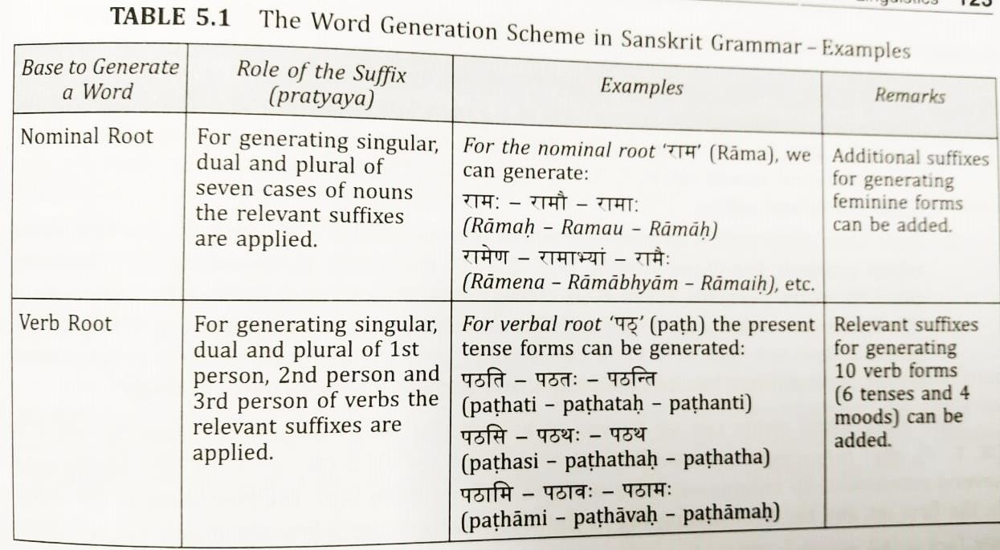 Linguistics 123
TABLE 5.1 The Word Generation Scheme in Sanskrit Grammar – Examples
Base to Generate
a Word
Role of the Suffix
(pratyaya)
Examples
Remarks
Nominal Root
For generating singular,
dual and plural of
seven cases of nouns
the relevant suffixes
are applied.
For the nominal root ‘राम’ (Rāma), we
can generate:
रामः – रामौ – रामाः
(Rāmaḥ – Ramau – Rāmāḥ)
रामेण – रामाभ्यां – रामैः
(Rāmena – Rāmābhyām – Rāmaiḥ), etc.
Additional suffixes
for generating
feminine forms
can be added.
Verb Root
For generating singular,
dual and plural of 1st
person, 2nd person and
3rd person of verbs the
relevant suffixes are
applied.
For verbal root ‘पठ्’ (paṭh) the present
tense forms can be generated:
पठति – पठतः – पठन्ति
(paṭhati – paṭhataḥ – paṭhanti)
पठसि – पठथः – पठथ
(paṭhasi – paṭhathaḥ – paṭhatha)
पठामि – पठावः – पठामः
(paṭhāmi – paṭhāvaḥ – paṭhāmaḥ)
Relevant suffixes
for generating
10 verb forms
(6 tenses and 4
moods) can be
added.